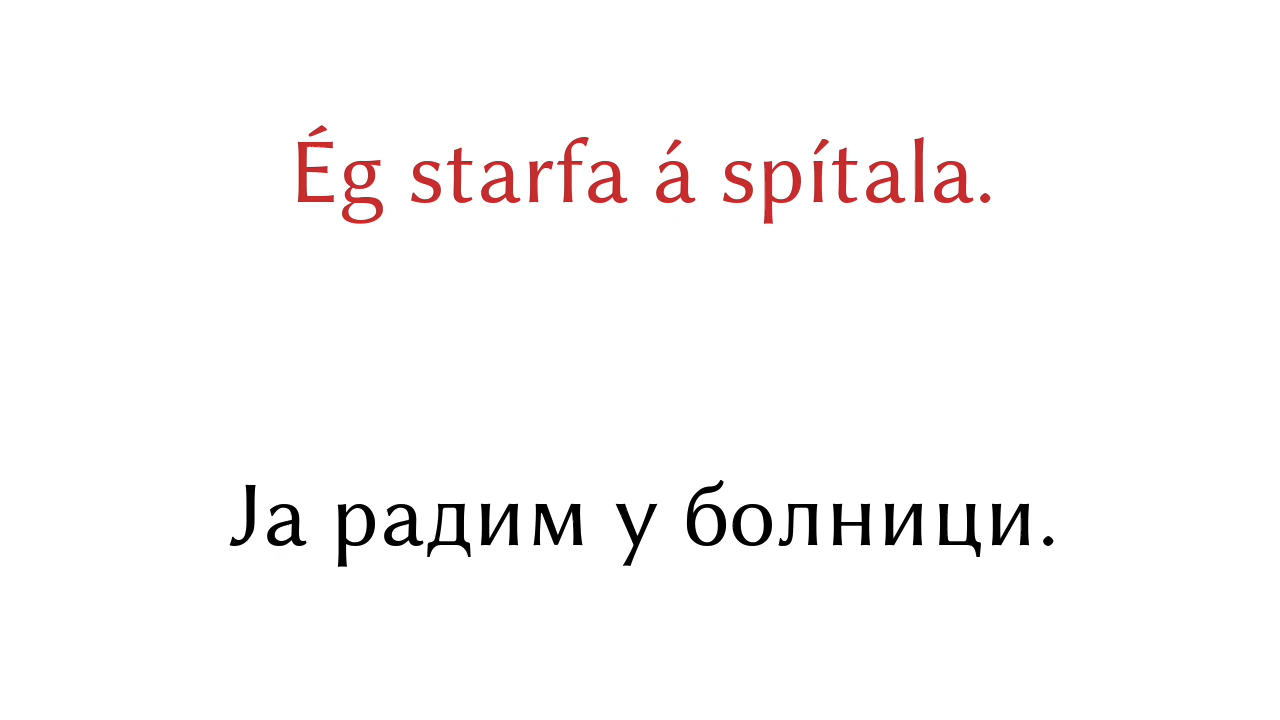 Ég starfa á spítala.
Ја радим у болници.